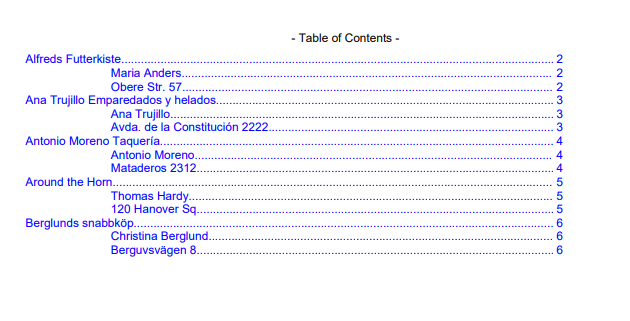 - Table of Contents -
Alfreds Futterkiste........................................................................................................................................ 2
Maria Anders..................................................................................................................... 2
Obere Str. 57..................................................................................................................... 2
Ana Trujillo Emparedados y helados.......................................................................................................... 3
Ana Trujillo......................................................................................................................... 3
Avda. de la Constitución 2222......................................................................................... 3
Antonio Moreno Taquería............................................................................................................................ 4
Antonio Moreno................................................................................................................. 4
Mataderos 2312................................................................................................................ 4
Around the Horn........................................................................................................................................... 5
Thomas Hardy................................................................................................................... 5
120 Hanover Sq................................................................................................................ 5
Berglunds snabbköp.................................................................................................................................... 6
Christina Berglund............................................................................................................. 6
Berguvsvägen 8................................................................................................................ 6